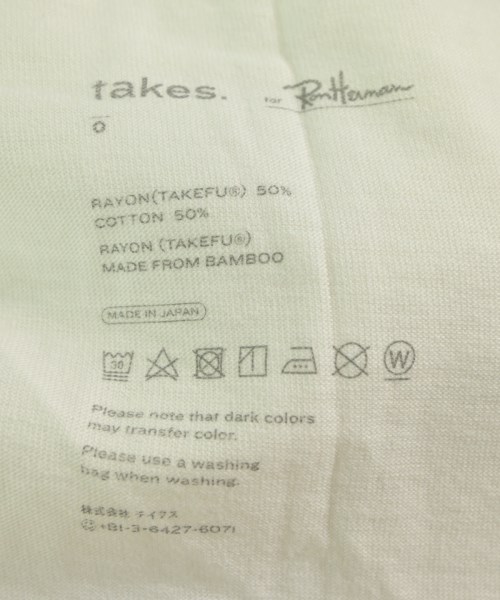 takes. for Ron Herman
0
RAYON(TAKEFU®) 50%
COTTON 50%
RAYON (TAKEFU®)
MADE FROM BAMBOO
MADE IN JAPAN
30 W
Please note that dark colors
may transfer color.
Please use a washing
bag when washing.
株式会社 テイクス
+81-3-6427-6071